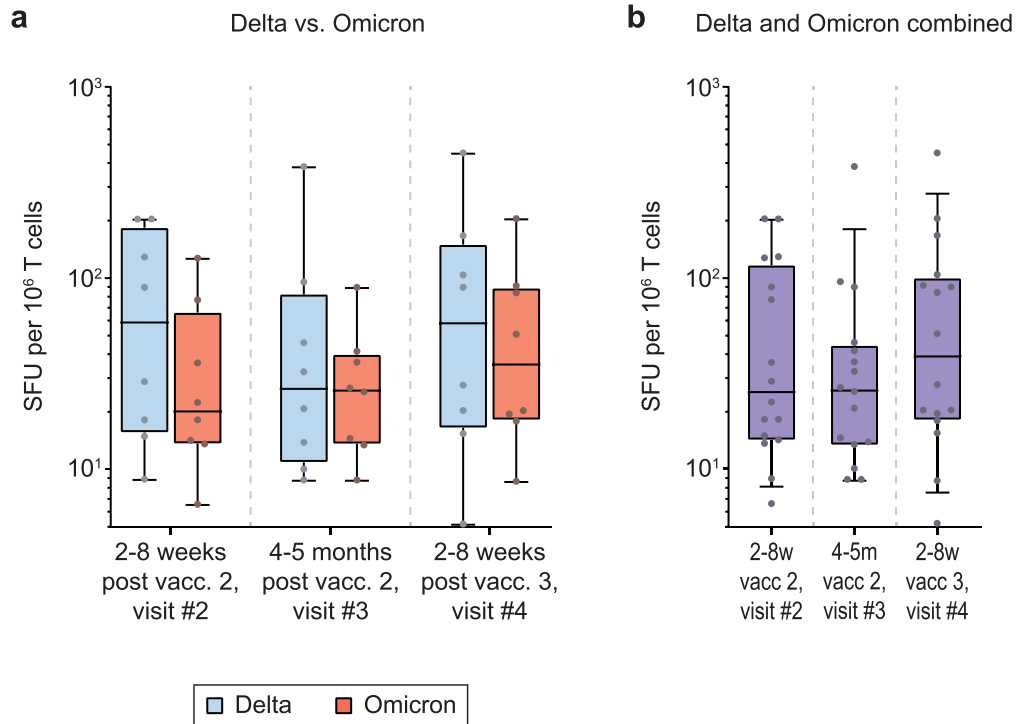 a
Delta vs. Omicron
SFU per 10⁶ T cells
10³
10²
10¹
2-8 weeks
post vacc. 2,
visit #2
4-5 months
post vacc. 2,
visit #3
2-8 weeks
post vacc. 3,
visit #4
Delta
Omicron
b
Delta and Omicron combined
SFU per 10⁶ T cells
10³
10²
10¹
2-8w
vacc 2,
visit #2
4-5m
vacc 2,
visit #3
2-8w
vacc 3,
visit #4